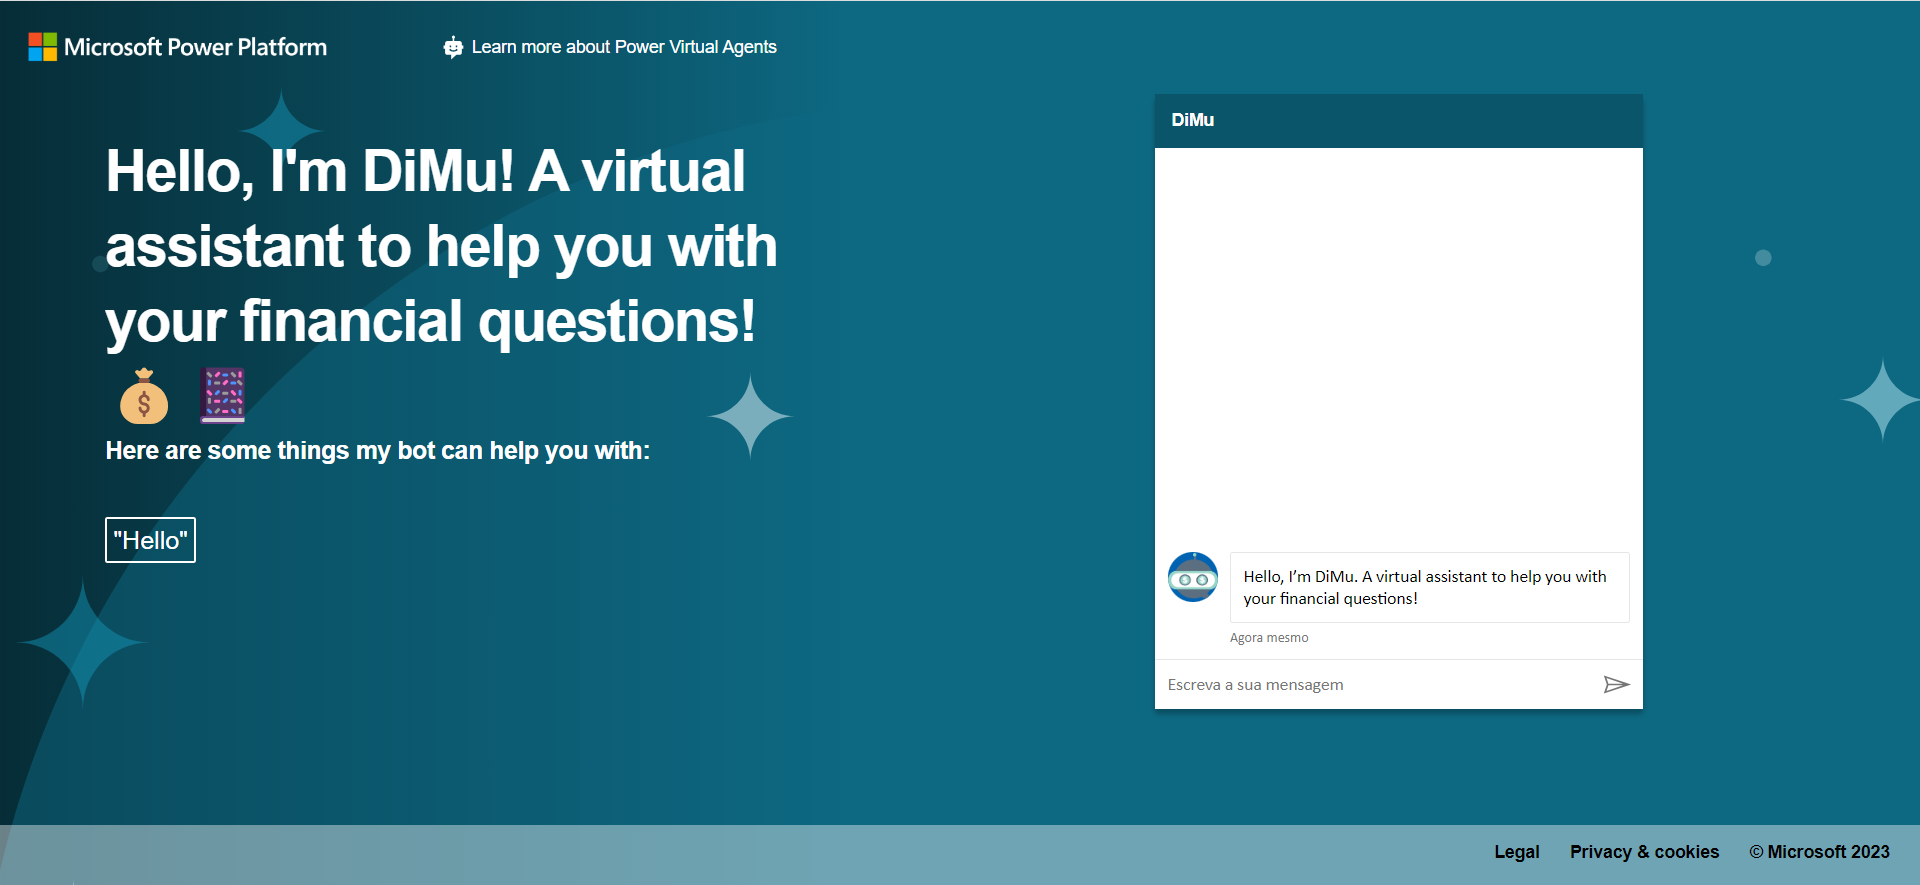 Microsoft Power Platform
Learn more about Power Virtual Agents
Hello, I'm DiMu! A virtual
assistant to help you with
your financial questions!
$
Here are some things my bot can help you with:
"Hello"
DiMu
Hello, I’m DiMu. A virtual assistant to help you with
your financial questions!
Agora mesmo
Escreva a sua mensagem
Legal
Privacy & cookies
© Microsoft 2023